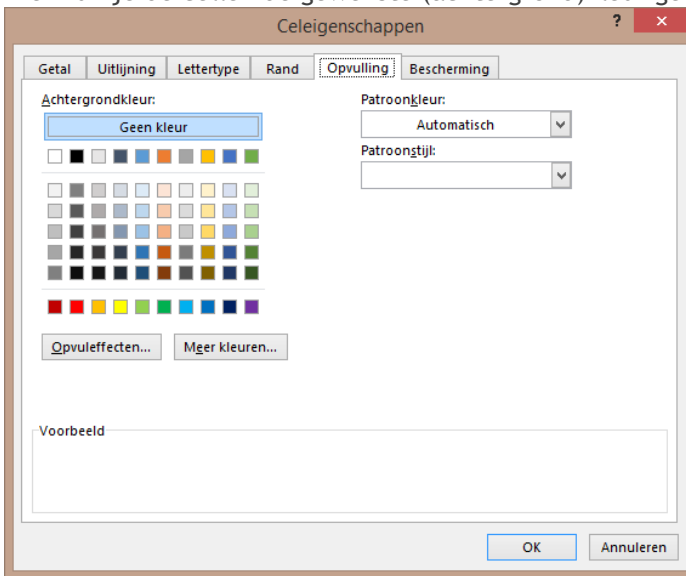 Celeigenschappen
?
Getal Uitlijning Lettertype Rand Opvulling Bescherming
Achtergrondkleur:
Geen kleur
Patroonkleur:
Automatisch
Patroonstijl:
Opvuleffecten... Meer kleuren...
Voorbeeld
OK Annuleren